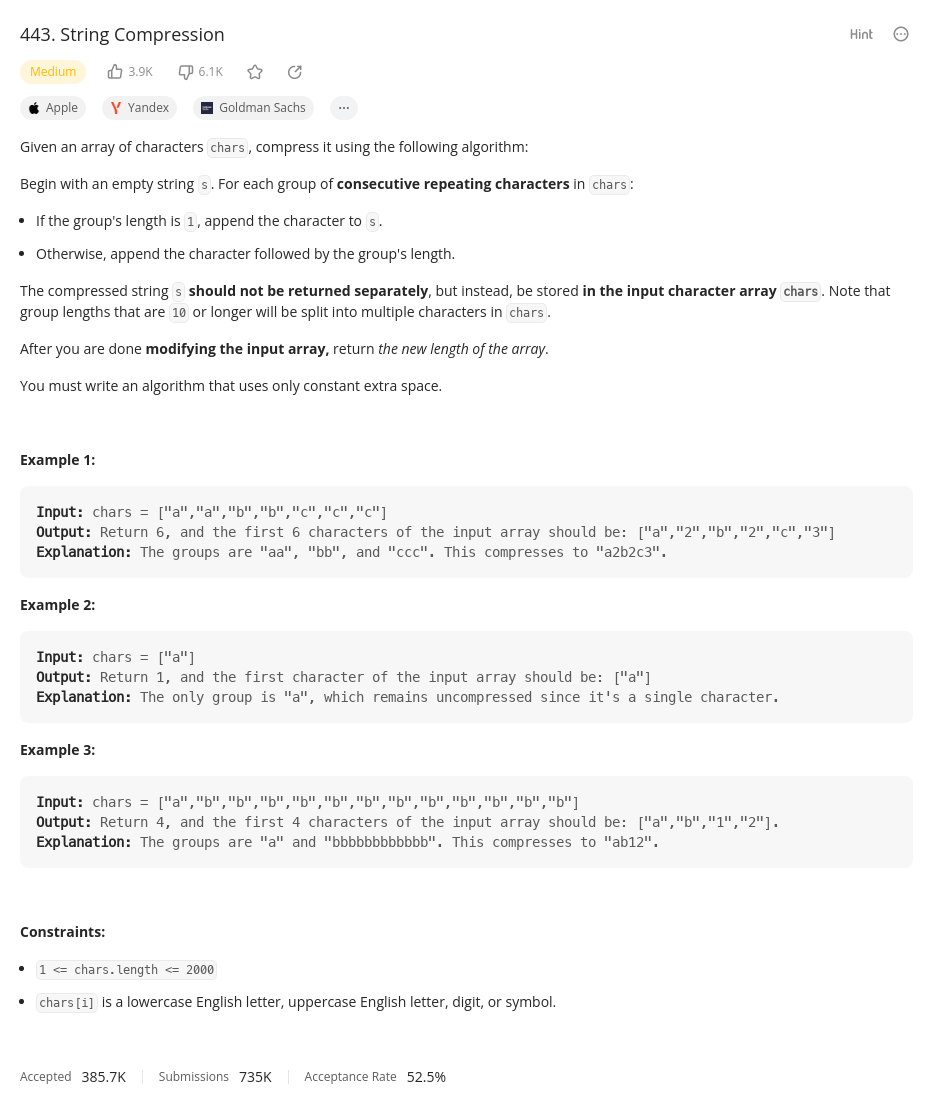 443. String Compression
Hint
Medium
3.9K
6.1K
Apple
Yandex
Goldman Sachs
...
Given an array of characters chars, compress it using the following algorithm:
Begin with an empty string s. For each group of consecutive repeating characters in chars:
• If the group's length is 1, append the character to s.
• Otherwise, append the character followed by the group's length.
The compressed string s should not be returned separately, but instead, be stored in the input character array chars. Note that
group lengths that are 10 or longer will be split into multiple characters in chars.
After you are done modifying the input array, return the new length of the array.
You must write an algorithm that uses only constant extra space.
Example 1:
Input: chars = ["a","a","b","b","c","c","c"]
Output: Return 6, and the first 6 characters of the input array should be: ["a","2","b","2","c","3"]
Explanation: The groups are "aa", "bb", and "ccc". This compresses to "a2b2c3".
Example 2:
Input: chars = ["a"]
Output: Return 1, and the first character of the input array should be: ["a"]
Explanation: The only group is "a", which remains uncompressed since it's a single character.
Example 3:
Input: chars = ["a","b","b","b","b","b","b","b","b","b","b","b","b"]
Output: Return 4, and the first 4 characters of the input array should be: ["a","b","1","2"].
Explanation: The groups are "a" and "bbbbbbbbbbbb". This compresses to "ab12".
Constraints:
• 1 <= chars.length <= 2000
• chars[i] is a lowercase English letter, uppercase English letter, digit, or symbol.
Accepted 385.7K Submissions 735K Acceptance Rate 52.5%